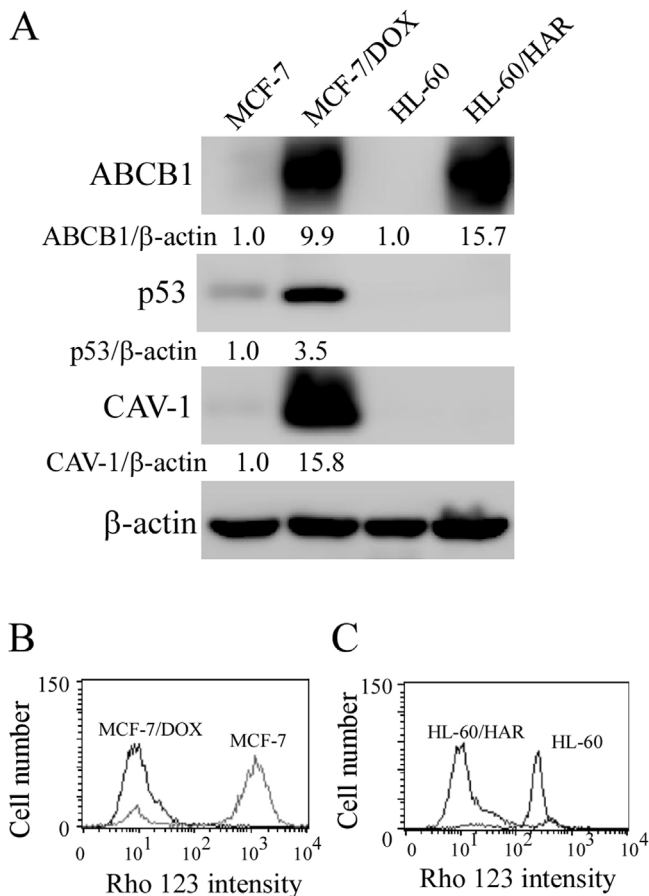 A
MCF-7
MCF-7/DOX
HL-60
HL-60/HAR
ABCB1
ABCB1/β-actin 1.0 9.9 1.0 15.7
p53
p53/β-actin 1.0 3.5
CAV-1
CAV-1/β-actin 1.0 15.8
β-actin
B
150
Cell number
MCF-7/DOX
MCF-7
0
0 10¹ 10² 10³ 10⁴
Rho 123 intensity
C
150
Cell number
HL-60/HAR
HL-60
0
0 10¹ 10² 10³ 10⁴
Rho 123 intensity